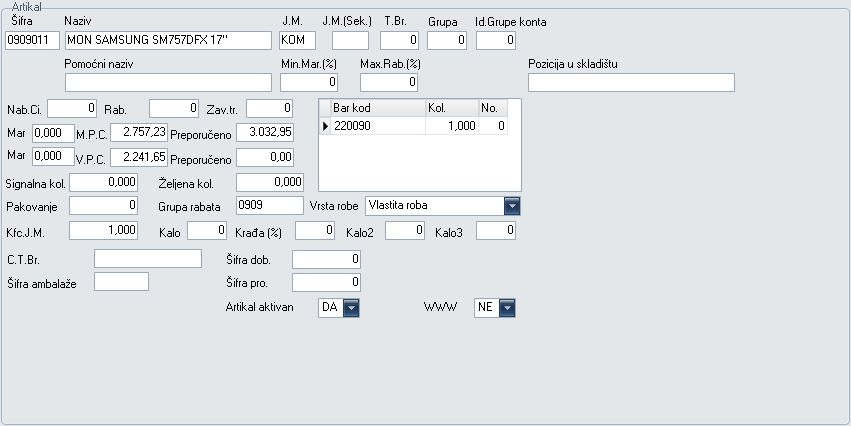 Artikal
Šifra Naziv J.M. J.M.(Sek.) T.Br. Grupa Id.Grupe konta
0909011 MON SAMSUNG SM757DFX 17" KOM 0 0 0
Pomoćni naziv Min.Mar.(%) Max.Rab.(%) Pozicija u skladištu
0 0
Nab.Ci. 0 Rab. 0 Zav.tr. 0 Bar kod Kol. No.
220090 1,000 0
Mar 0,000 M.P.C. 2.757,23 Preporučeno 3.032,95
Mar 0,000 V.P.C. 2.241,65 Preporučeno 0,00
Signalna kol. 0,000 Željena kol. 0,000
Pakovanje 0 Grupa rabata 0909 Vrsta robe Vlastita roba
Kfc.J.M. 1,000 Kalo 0 Krađa (%) 0 Kalo2 0 Kalo3 0
C.T.Br. Šifra dob. 0
Šifra ambalaže Šifra pro. 0
Artikal aktivan DA WWW NE